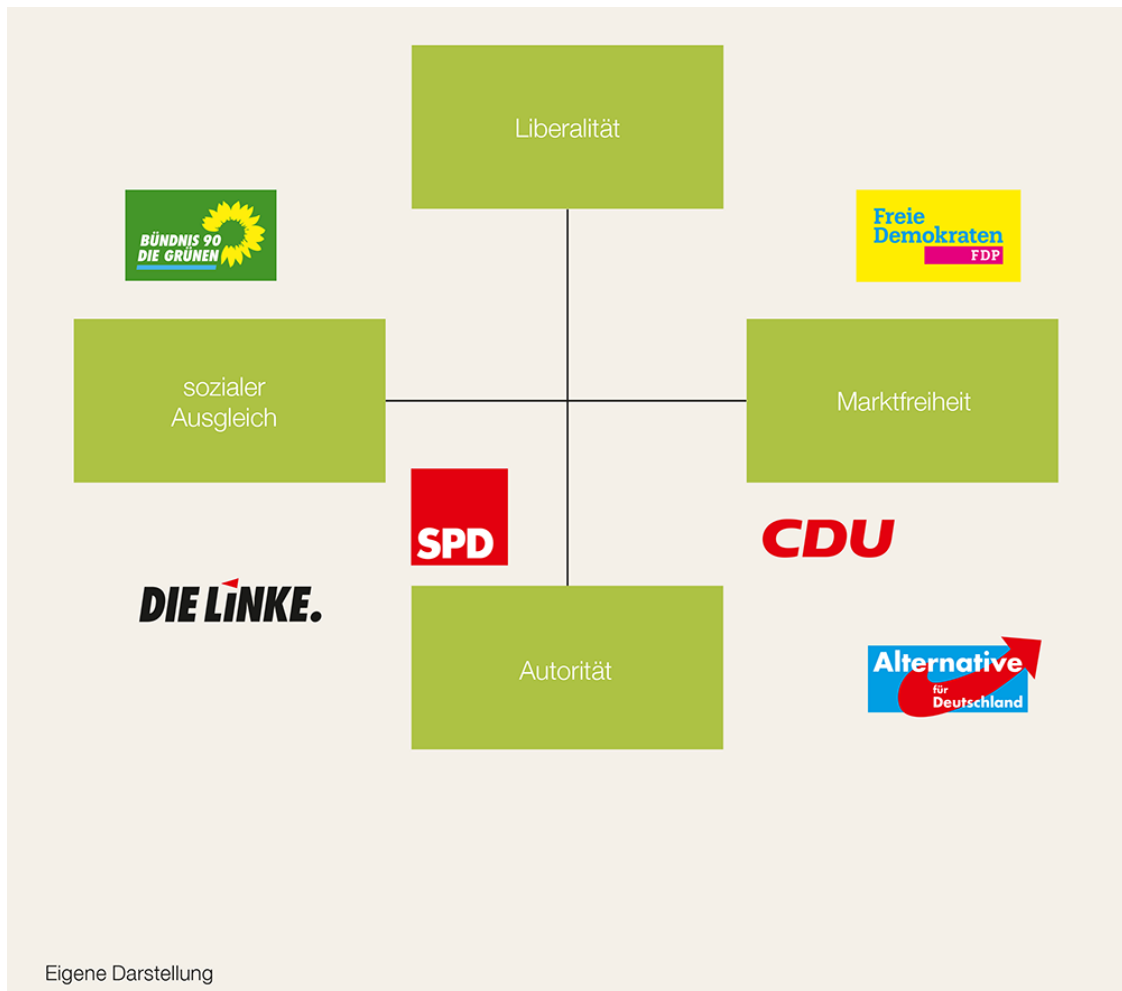 Liberalität
BÜNDNIS 90
DIE GRÜNEN
Freie
Demokraten
FDP
sozialer
Ausgleich
Marktfreiheit
SPD
CDU
DIE LINKE.
Autorität
Alternative
für
Deutschland
Eigene Darstellung